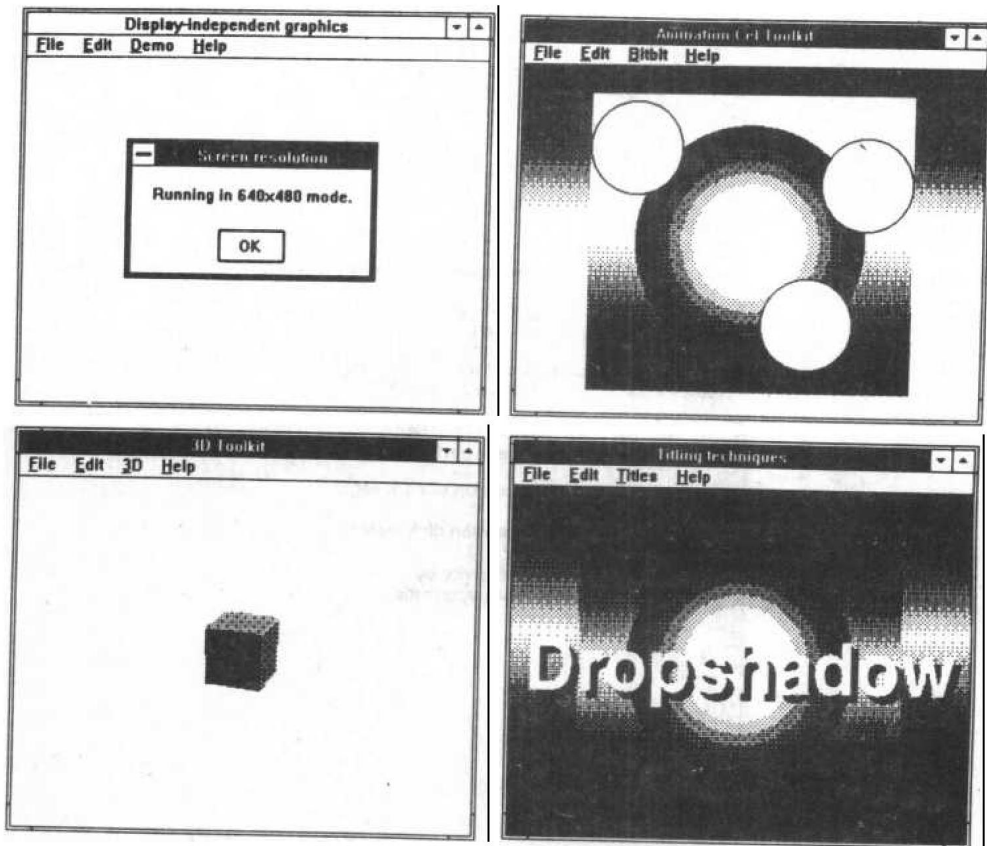 Display-independent graphics
File Edit Demo Help
Screen resolution
Running in 640x480 mode.
OK
Animation Cel Toolkit
File Edit Bitblt Help
3D Toolkit
File Edit 3D Help
Titling techniques
File Edit Titles Help
Dropshadow